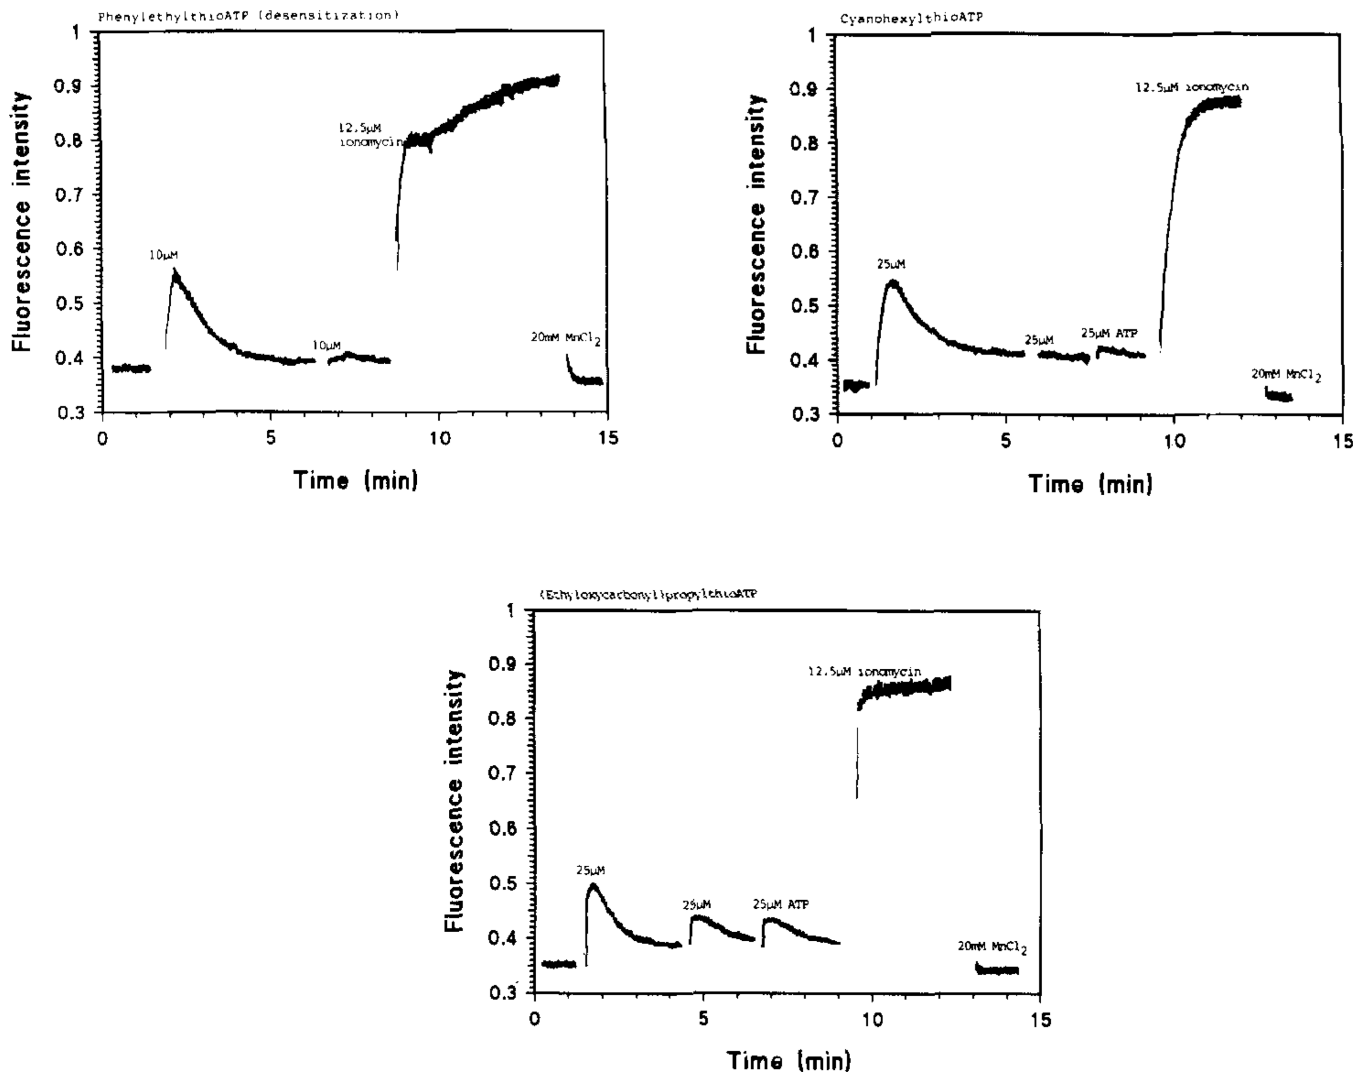 PhenylethylthioATP (desensitization)
1
0.9
0.8
0.7
0.6
0.5
0.4
0.3
Fluorescence intensity
12.5µM
ionomycin
10µM
10µM
20mM MnCl2
0
5
10
15
Time (min)
CyanohexylthioATP
1
0.9
0.8
0.7
0.6
0.5
0.4
0.3
Fluorescence intensity
12.5µM ionomycin
25µM
25µM
25µM ATP
20mM MnCl2
0
5
10
15
Time (min)
(Ethyloxycarbonyl)propylthioATP
1
0.9
0.8
0.7
0.6
0.5
0.4
0.3
Fluorescence intensity
12.5µM ionomycin
25µM
25µM
25µM ATP
20mM MnCl2
0
5
10
15
Time (min)